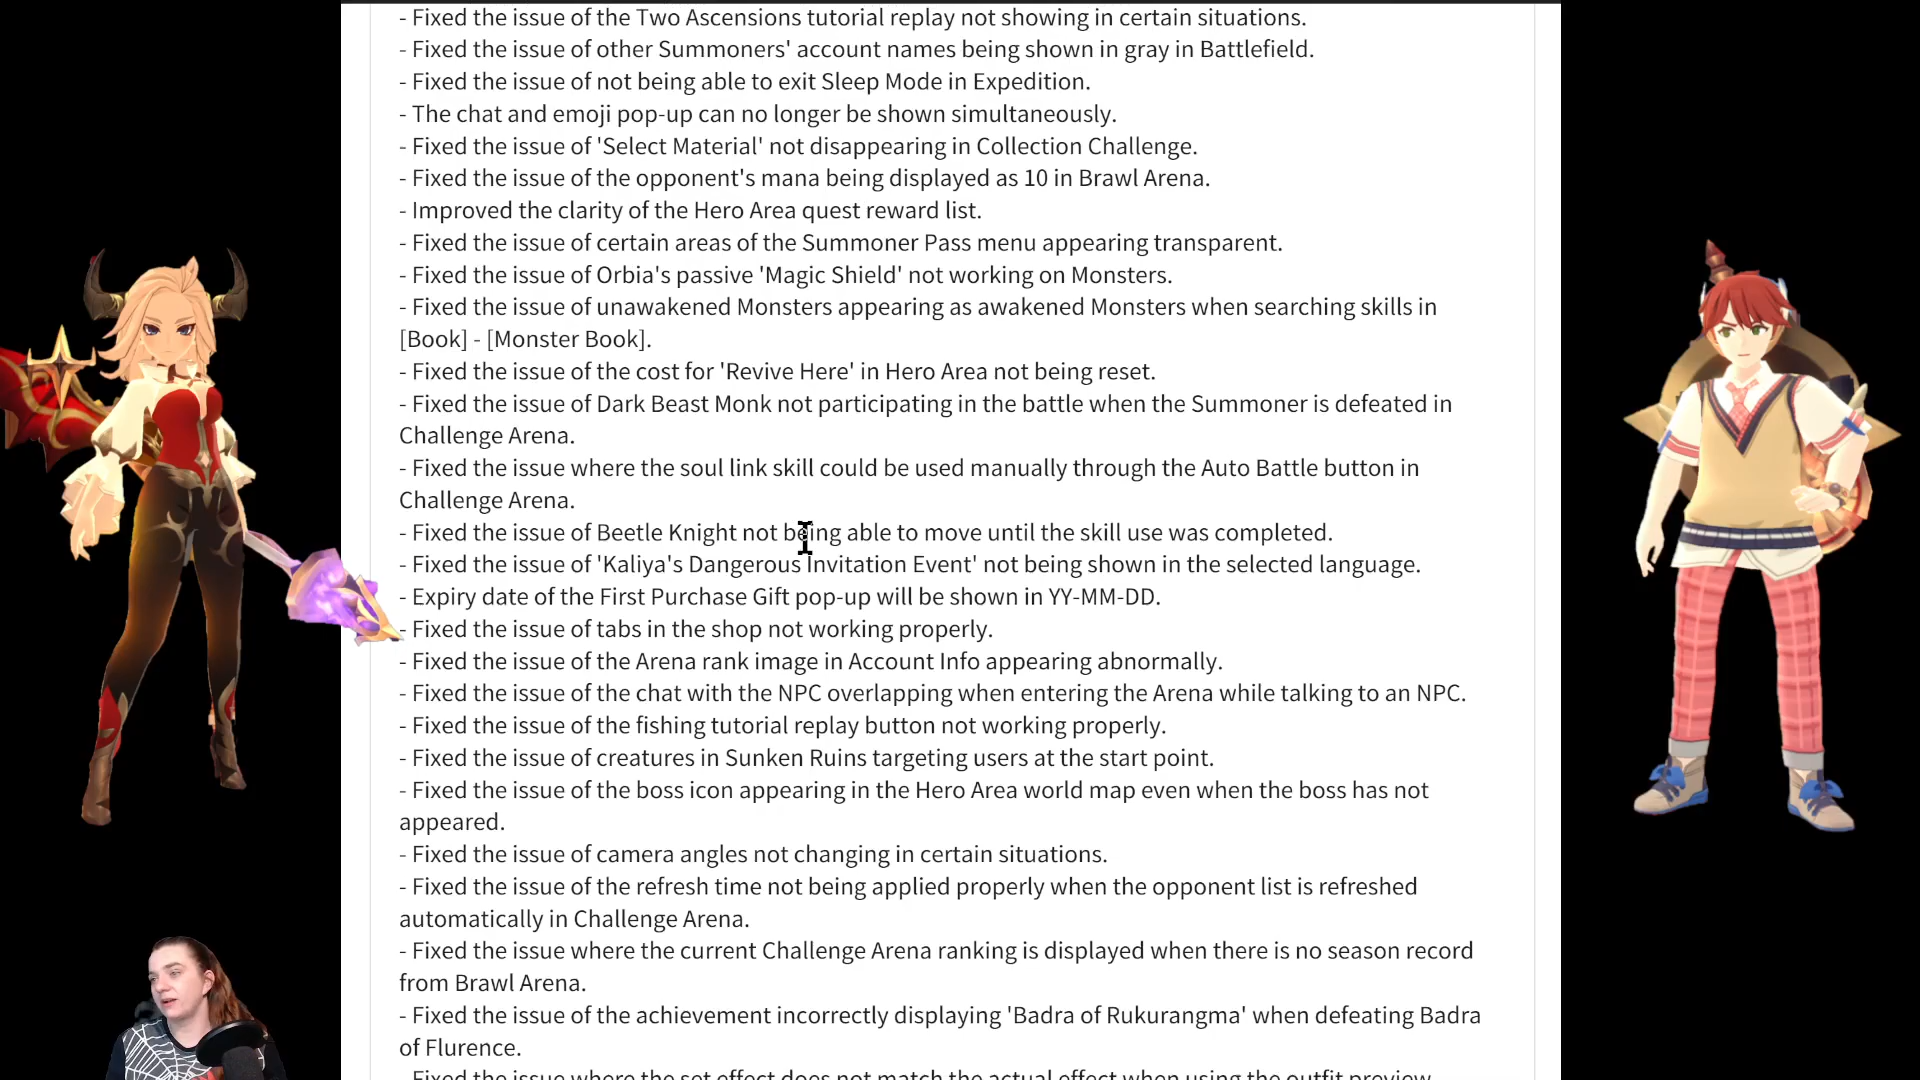 - Fixed the issue of the Two Ascensions tutorial replay not showing in certain situations.
- Fixed the issue of other Summoners' account names being shown in gray in Battlefield.
- Fixed the issue of not being able to exit Sleep Mode in Expedition.
- The chat and emoji pop-up can no longer be shown simultaneously.
- Fixed the issue of 'Select Material' not disappearing in Collection Challenge.
- Fixed the issue of the opponent's mana being displayed as 10 in Brawl Arena.
- Improved the clarity of the Hero Area quest reward list.
- Fixed the issue of certain areas of the Summoner Pass menu appearing transparent.
- Fixed the issue of Orbia's passive 'Magic Shield' not working on Monsters.
- Fixed the issue of unawakened Monsters appearing as awakened Monsters when searching skills in
[Book] - [Monster Book].
- Fixed the issue of the cost for 'Revive Here' in Hero Area not being reset.
- Fixed the issue of Dark Beast Monk not participating in the battle when the Summoner is defeated in
Challenge Arena.
- Fixed the issue where the soul link skill could be used manually through the Auto Battle button in
Challenge Arena.
- Fixed the issue of Beetle Knight not being able to move until the skill use was completed.
- Fixed the issue of 'Kaliya's Dangerous Invitation Event' not being shown in the selected language.
- Expiry date of the First Purchase Gift pop-up will be shown in YY-MM-DD.
- Fixed the issue of tabs in the shop not working properly.
- Fixed the issue of the Arena rank image in Account Info appearing abnormally.
- Fixed the issue of the chat with the NPC overlapping when entering the Arena while talking to an NPC.
- Fixed the issue of the fishing tutorial replay button not working properly.
- Fixed the issue of creatures in Sunken Ruins targeting users at the start point.
- Fixed the issue of the boss icon appearing in the Hero Area world map even when the boss has not
appeared.
- Fixed the issue of camera angles not changing in certain situations.
- Fixed the issue of the refresh time not being applied properly when the opponent list is refreshed
automatically in Challenge Arena.
- Fixed the issue where the current Challenge Arena ranking is displayed when there is no season record
from Brawl Arena.
- Fixed the issue of the achievement incorrectly displaying 'Badra of Rukurangma' when defeating Badra
of Flurence.
- Fixed the issue where the set effect does not match the actual effect when using the outfit preview